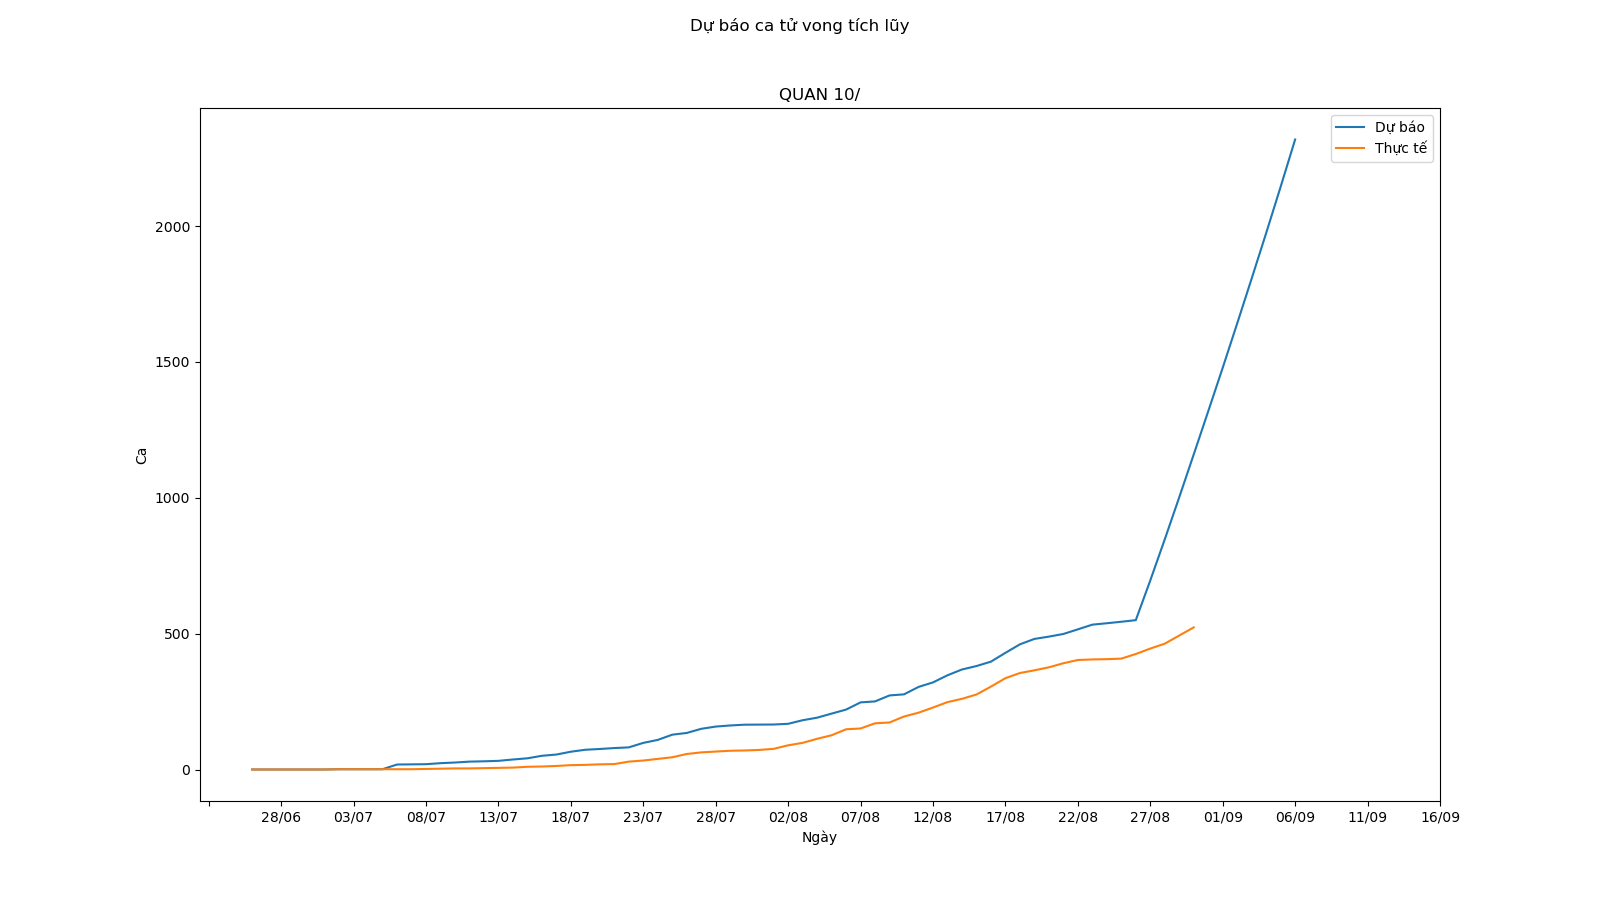 Dự báo ca tử vong tích lũy
QUAN 10/
Dự báo
Thực tế
2000
1500
1000
500
0
Ca
28/06 03/07 08/07 13/07 18/07 23/07 28/07 02/08 07/08 12/08 17/08 22/08 27/08 01/09 06/09 11/09 16/09
Ngày